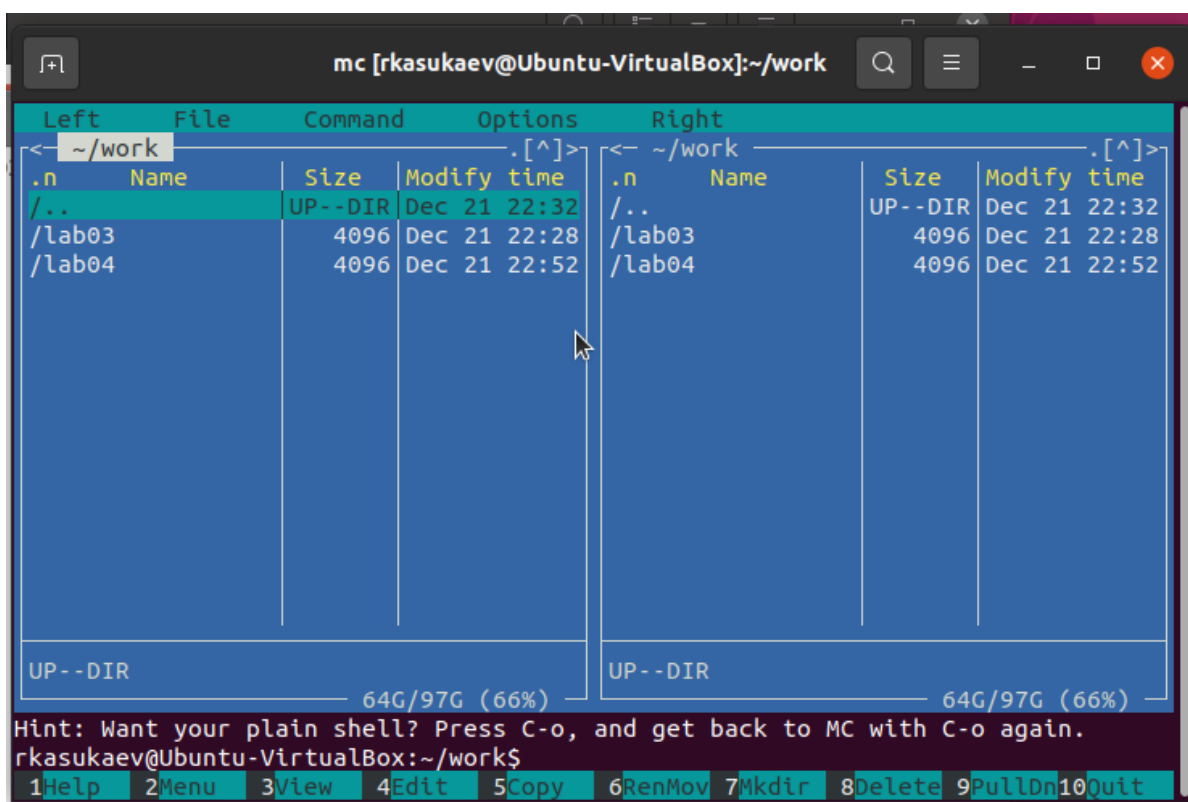 mc [rkasukaev@Ubuntu-VirtualBox]:~/work
Left File Command Options Right
<- ~/work .[^]> <- ~/work .[^]>
.n Name Size Modify time .n Name Size Modify time
/.. UP--DIR Dec 21 22:32 /.. UP--DIR Dec 21 22:32
/lab03 4096 Dec 21 22:28 /lab03 4096 Dec 21 22:28
/lab04 4096 Dec 21 22:52 /lab04 4096 Dec 21 22:52
UP--DIR UP--DIR
64G/97G (66%) 64G/97G (66%)
Hint: Want your plain shell? Press C-o, and get back to MC with C-o again.
rkasukaev@Ubuntu-VirtualBox:~/work$
1Help 2Menu 3View 4Edit 5Copy 6RenMov 7Mkdir 8Delete 9PullDn 10Quit